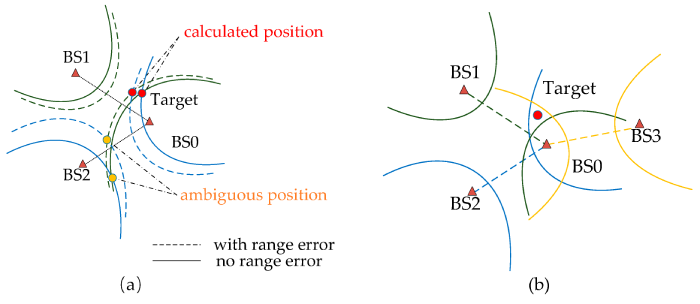 calculated position
BS1
Target
BS0
BS2
ambiguous position
with range error
no range error
(a)
BS1
Target
BS3
BS0
BS2
(b)